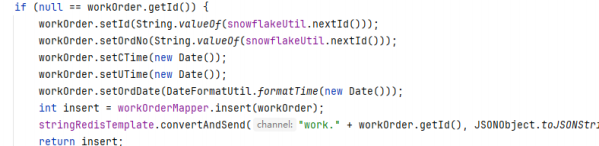 if (null == workOrder.getId()) {
workOrder.setId(String.valueOf(snowflakeUtil.nextId()));
workOrder.setOrdNo(String.valueOf(snowflakeUtil.nextId()));
workOrder.setCTime(new Date());
workOrder.setUTime(new Date());
workOrder.setOrdDate(DateFormatUtil.formatTime(new Date()));
int insert = workOrderMapper.insert(workOrder);
stringRedisTemplate.convertAndSend( channel: "work." + workOrder.getId(), JSONObject.toJSONStri
return insert;